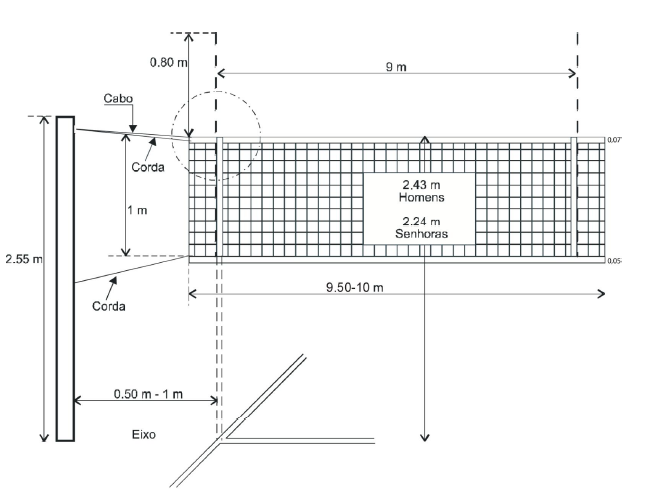 0.80 m
9 m
Cabo
Corda
0.07
2.43 m
Homens
2.24 m
Senhoras
1 m
2.55 m
0.05
9.50-10 m
Corda
0.50 m - 1 m
Eixo